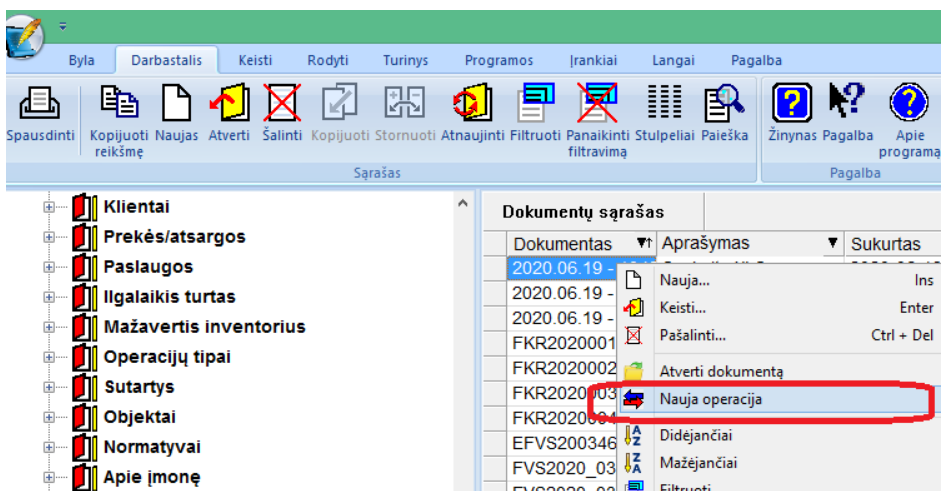 Byla Darbastalis Keisti Rodyti Turinys Programos Įrankiai Langai Pagalba
Spausdinti Kopijuoti reikšmę Naujas Atverti Šalinti Kopijuoti Stornuoti Atnaujinti Filtruoti Panaikinti filtravimą Stulpeliai Paieška Žinynas Pagalba Apie programą
Sąrašas Pagalba
Klientai
Prekės/atsargos
Paslaugos
Ilgalaikis turtas
Mažavertis inventorius
Operacijų tipai
Sutartys
Objektai
Normatyvai
Apie įmonę
Dokumentų sąrašas
Dokumentas Aprašymas Sukurtas
2020.06.19 -
2020.06.19 -
2020.06.19 -
FKR2020001
FKR2020002
EFVS200346
FVS2020_03
Nauja... Ins
Keisti... Enter
Pašalinti... Ctrl + Del
Atverti dokumentą
Nauja operacija
Didėjančiai
Mažėjančiai
Filtruoti